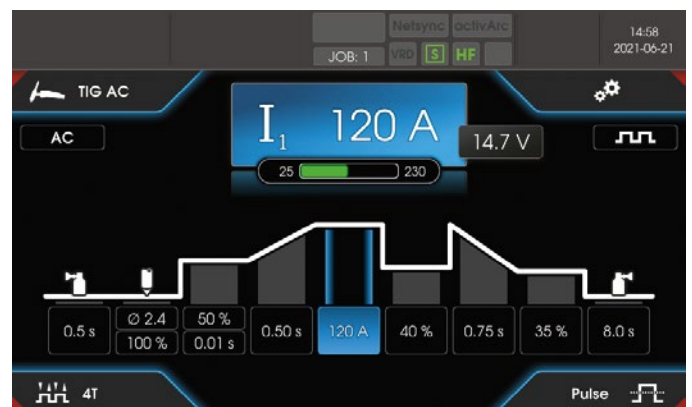 Netsync activArc
14:58
JOB: 1 VRD S HF
2021-06-21
TIG AC
I1 120 A
AC
14.7 V
25 230
0.5 s
Ø 2.4
100 %
50 %
0.01 s
0.50 s
120 A
40 %
0.75 s
35 %
8.0 s
4T
Pulse